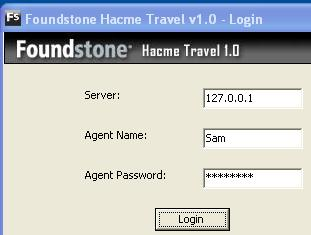 FS Foundstone Hacme Travel v1.0 - Login
Foundstone Hacme Travel 1.0
Server: 127.0.0.1
Agent Name: Sam
Agent Password: ********
Login